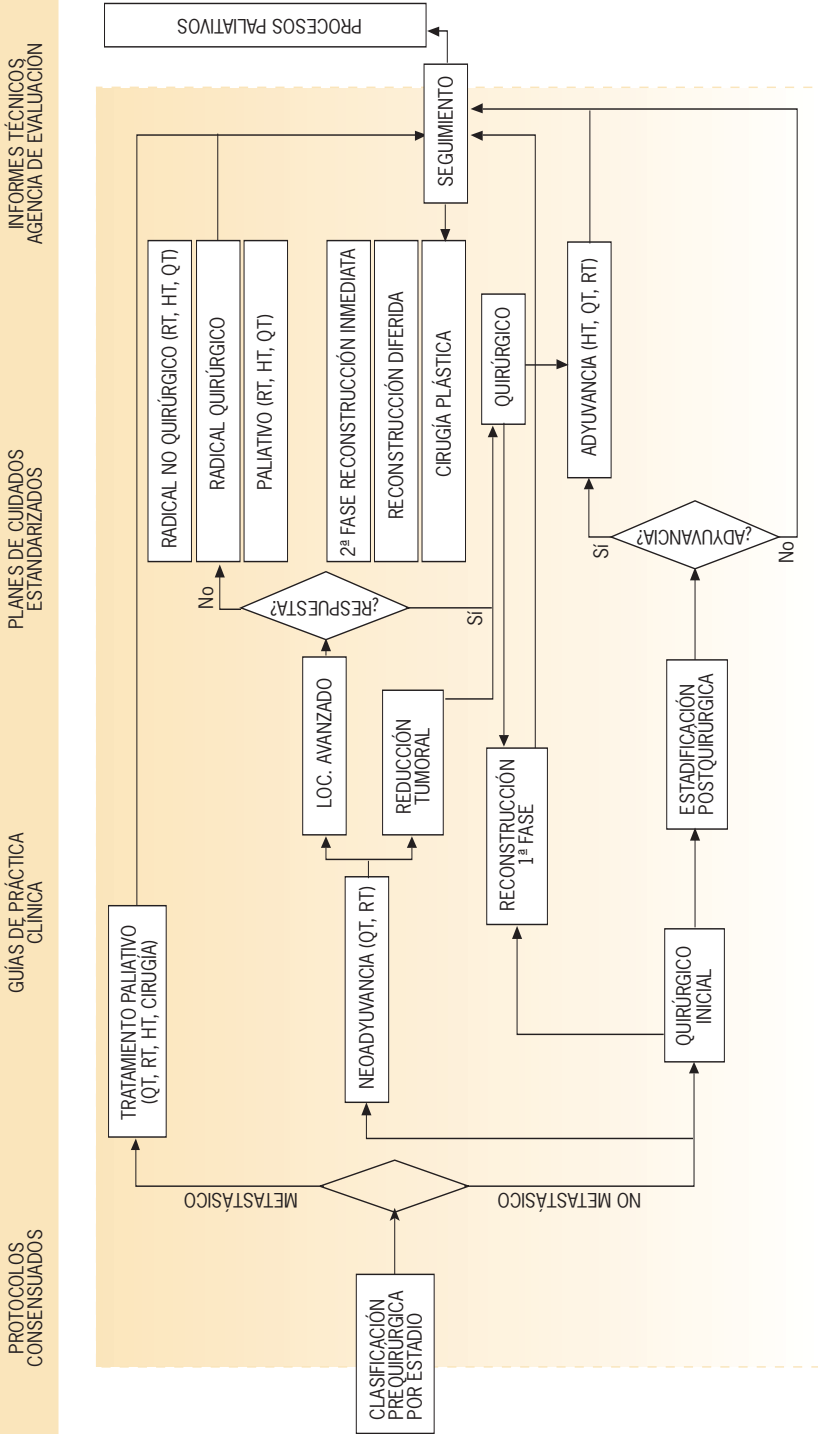 PROTOCOLOS
CONSENSUADOS
GUÍAS DE PRÁCTICA
CLÍNICA
PLANES DE CUIDADOS
ESTANDARIZADOS
INFORMES TÉCNICOS
AGENCIA DE EVALUACIÓN
CLASIFICACIÓN
PREQUIRÚRGICA
POR ESTADIO
METASTÁSICO
NO METASTÁSICO
TRATAMIENTO PALIATIVO
(QT, RT, HT, CIRUGÍA)
NEOADYUVANCIA (QT, RT)
QUIRÚRGICO
INICIAL
LOC. AVANZADO
REDUCCIÓN
TUMORAL
RECONSTRUCCIÓN
1ª FASE
ESTADIFICACIÓN
POSTQUIRÚRGICA
¿RESPUESTA?
No
Sí
RADICAL NO QUIRÚRGICO (RT, HT, QT)
RADICAL QUIRÚRGICO
PALIATIVO (RT, HT, QT)
2ª FASE RECONSTRUCCIÓN INMEDIATA
RECONSTRUCCIÓN DIFERIDA
CIRUGÍA PLÁSTICA
QUIRÚRGICO
¿ADYUVANCIA?
Sí
No
ADYUVANCIA (HT, QT, RT)
SEGUIMIENTO
PROCESOS PALIATIVOS